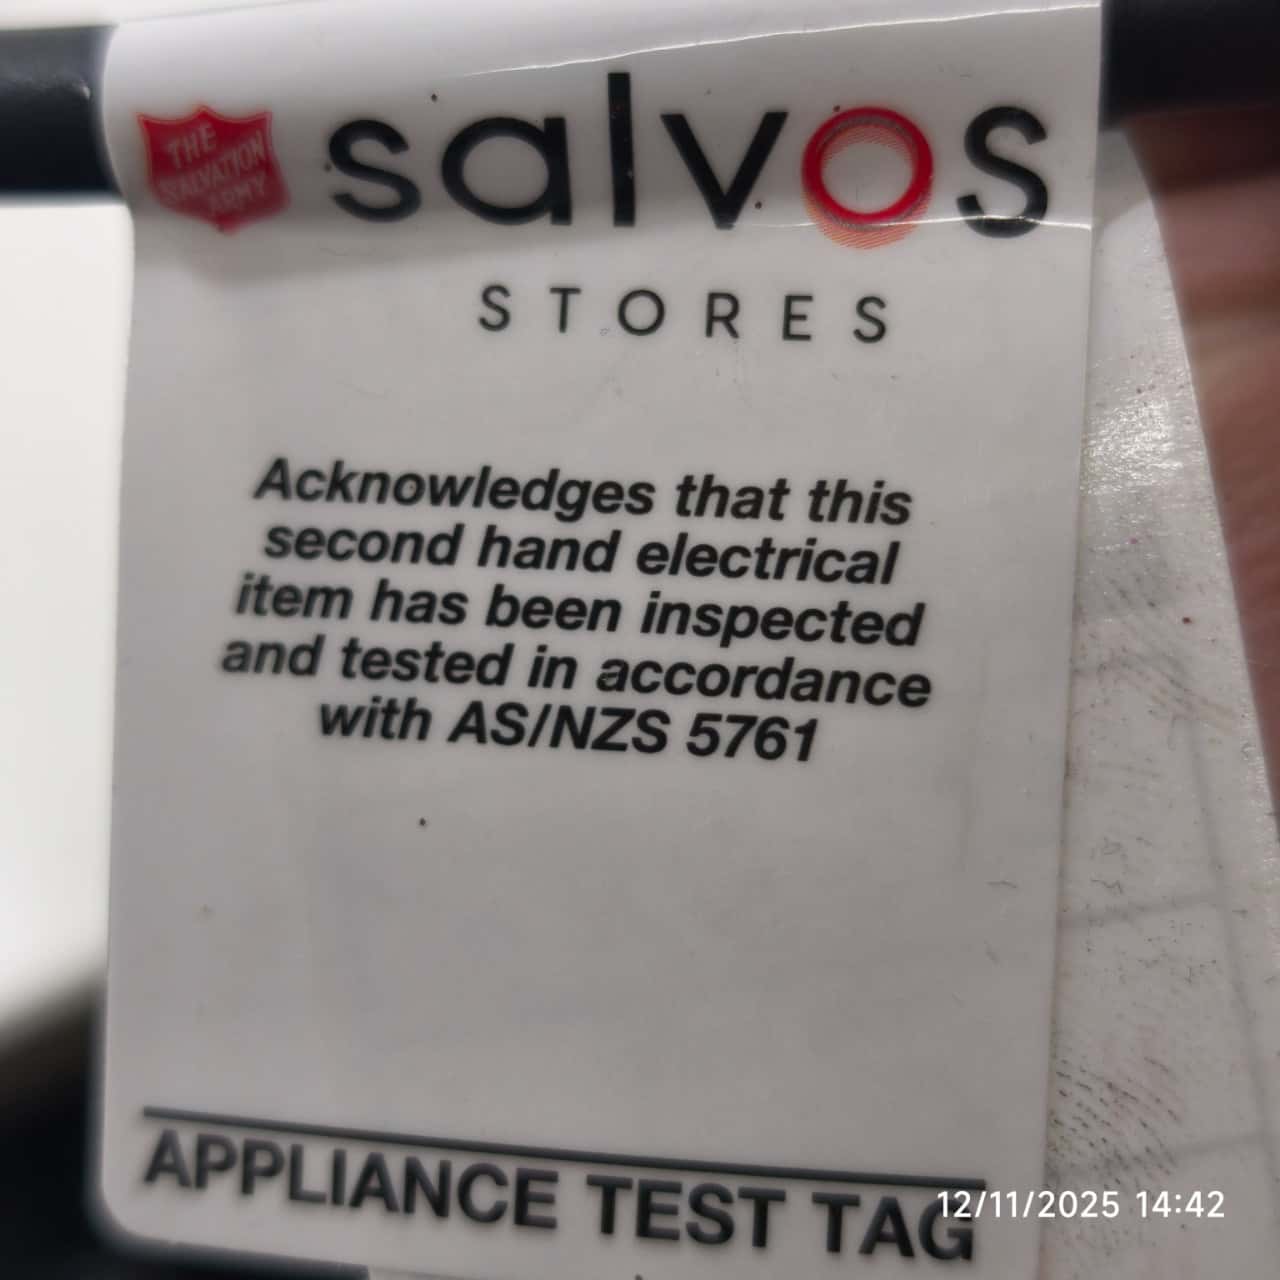 THE
SALVATION
ARMY
salvos
STORES
Acknowledges that this
second hand electrical
item has been inspected
and tested in accordance
with AS/NZS 5761
APPLIANCE TEST TAG
12/11/2025 14:42